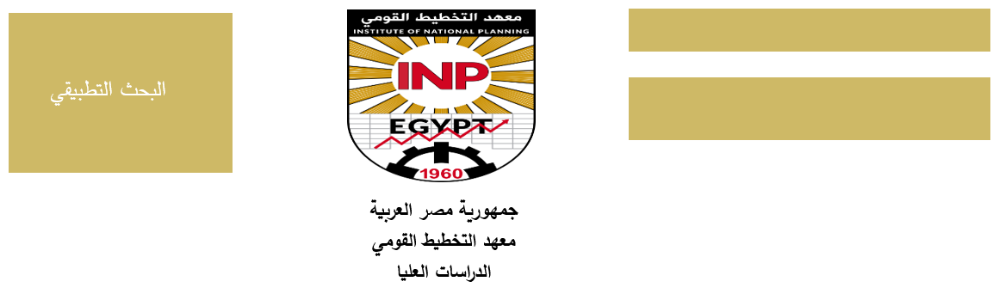 معهد التخطيط القومي
INSTITUTE OF NATIONAL PLANNING
INP
EGYPT
1960
البحث التطبيقي
جمهورية مصر العربية
معهد التخطيط القومي
الدراسات العليا